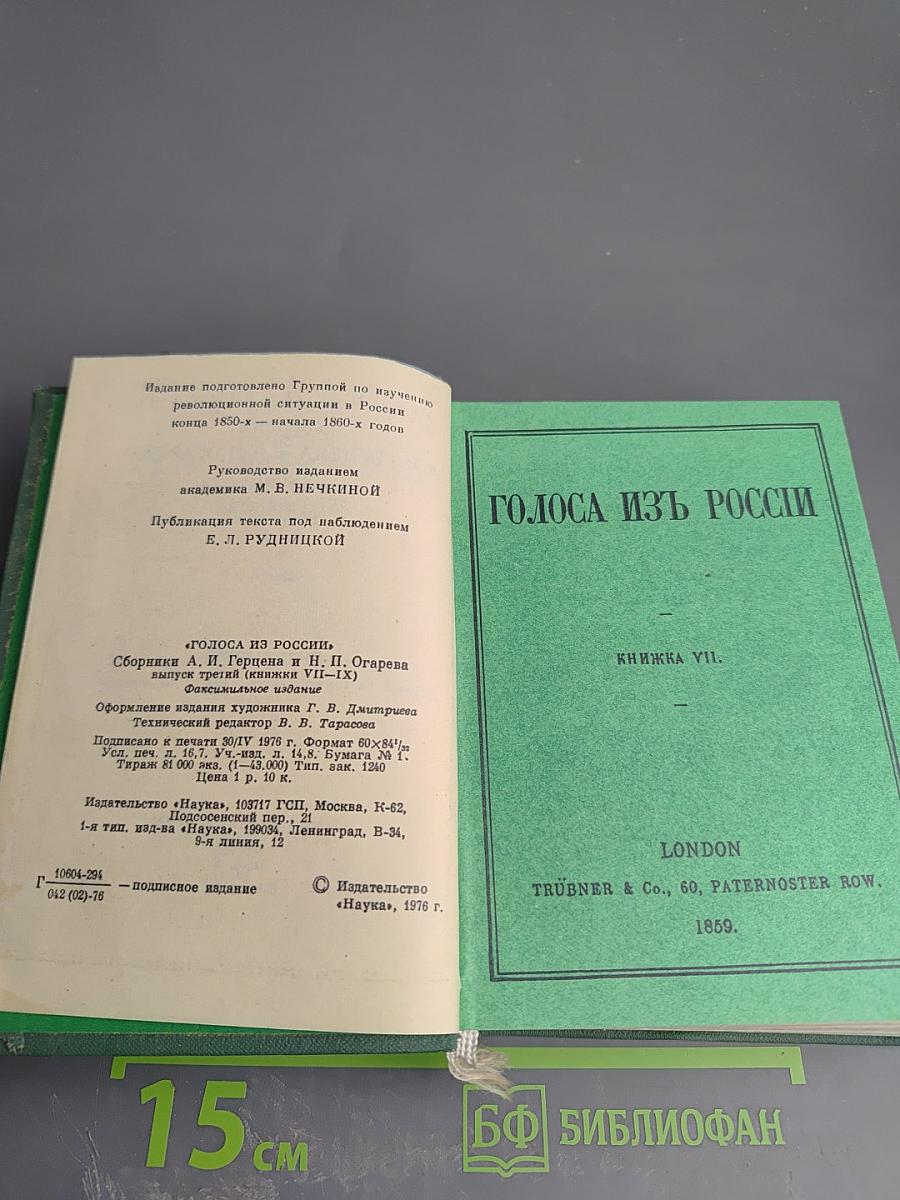 Издание подготовлено Группой по изучению
революционной ситуации в России
конца 1850-х — начала 1860-х годов
Руководство изданием
академика М. В. НЕЧКИНОЙ
Публикация текста под наблюдением
Е. Л. РУДНИЦКОЙ
«ГОЛОСА ИЗ РОССИИ»
Сборники А. И. Герцена и Н. П. Огарева
выпуск третий (книжки VII—IX)
Факсимильное издание
Оформление издания художника Г. В. Дмитриева
Технический редактор В. В. Тарасова
Подписано к печати 30/IV 1976 г. Формат 60×84¹/₃₂
Усл. печ. л. 16,7. Уч.-изд. л. 14,8. Бумага № 1.
Тираж 81 000 экз. (1—43.000) Тип. зак. 1240
Цена 1 р. 10 к.
Издательство «Наука», 103717 ГСП, Москва, К-62,
Подсосенский пер., 21
1-я тип. изд-ва «Наука», 199034, Ленинград, В-34,
9-я линия, 12
Г 10604-294
042 (02)-76 —подписное издание
© Издательство
«Наука», 1976 г.
ГОЛОСА ИЗЪ РОССІИ
—
КНИЖКА VII.
—
LONDON
TRÜBNER & Co., 60, PATERNOSTER ROW.
1859.
15 см
БФ БИБЛИОФАН